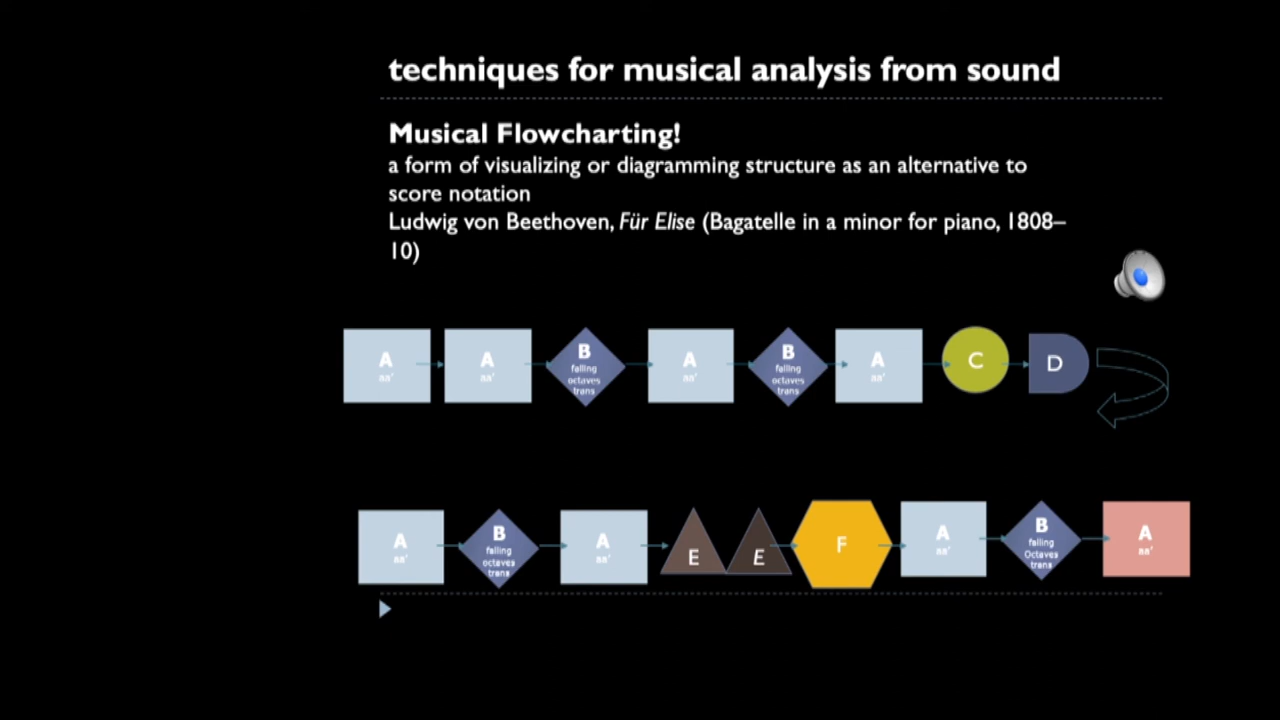 techniques for musical analysis from sound
Musical Flowcharting!
a form of visualizing or diagramming structure as an alternative to
score notation
Ludwig von Beethoven, Für Elise (Bagatelle in a minor for piano, 1808–
10)
A
aa'
A
aa'
B
falling
octaves
trans
A
aa'
B
falling
octaves
trans
A
aa'
C
D
A
aa'
B
falling
octaves
trans
A
aa'
E
E
F
A
aa'
B
falling
Octaves
trans
A
aa'